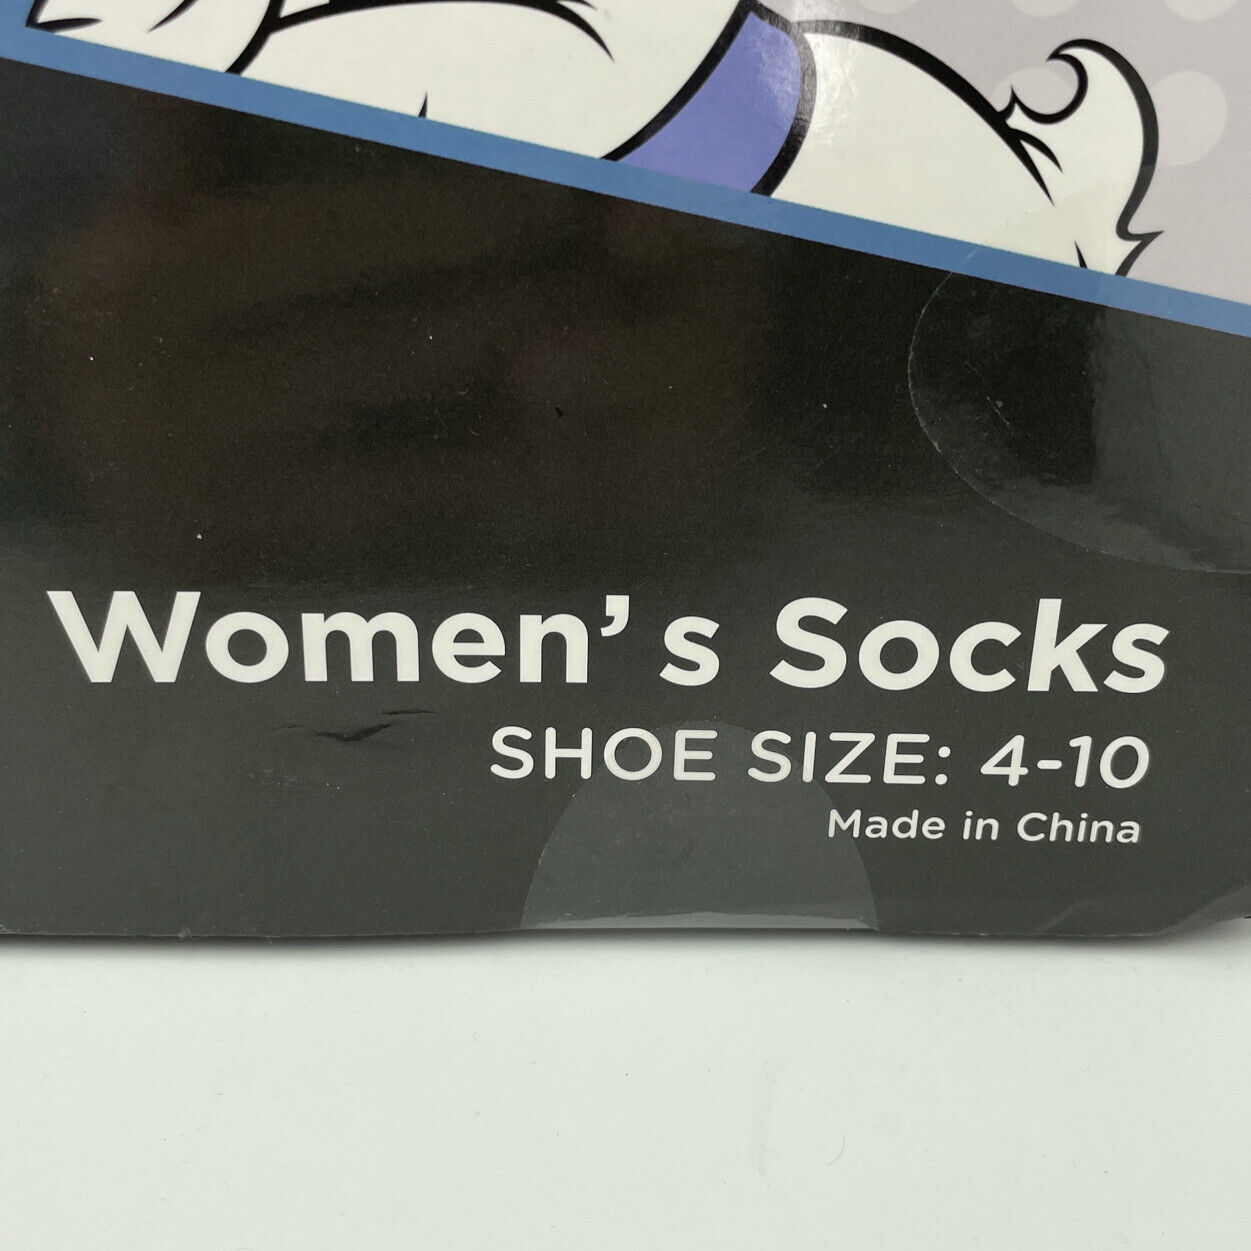 Women's Socks
SHOE SIZE: 4-10
Made in China